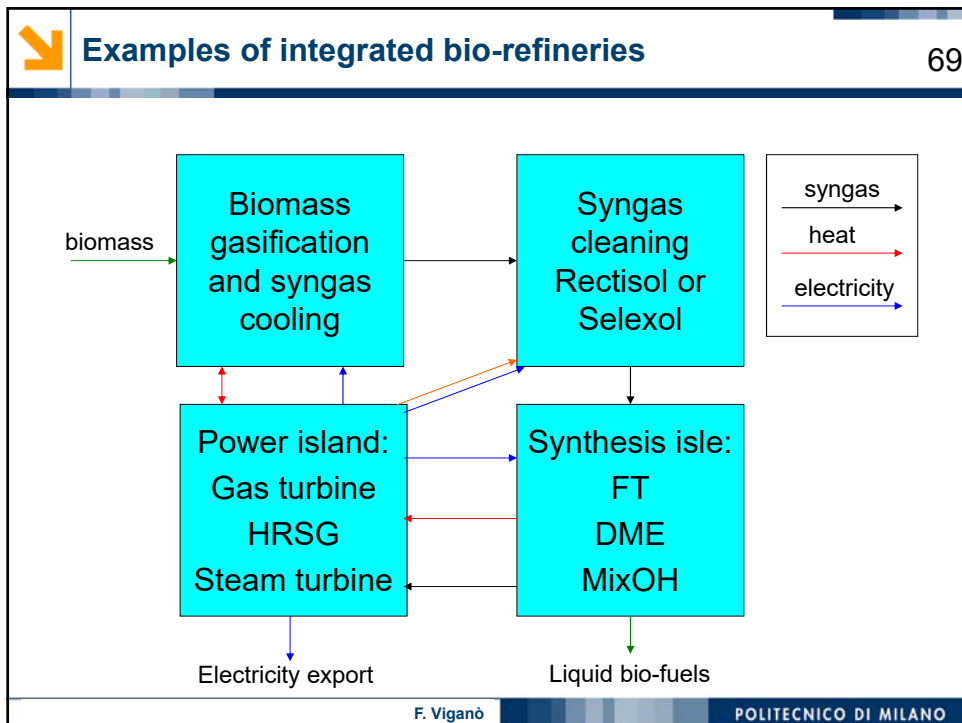 Examples of integrated bio-refineries
69
biomass
Biomass
gasification
and syngas
cooling
Syngas
cleaning
Rectisol or
Selexol
syngas
heat
electricity
Power island:
Gas turbine
HRSG
Steam turbine
Synthesis isle:
FT
DME
MixOH
Electricity export
Liquid bio-fuels
F. Viganò
POLITECNICO DI MILANO